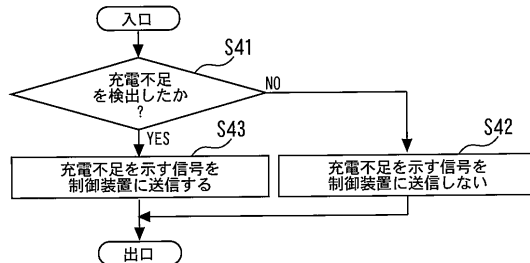 入口
S41
充電不足
を検出したか
?
NO
YES
S43
S42
充電不足を示す信号を
制御装置に送信する
充電不足を示す信号を
制御装置に送信しない
出口